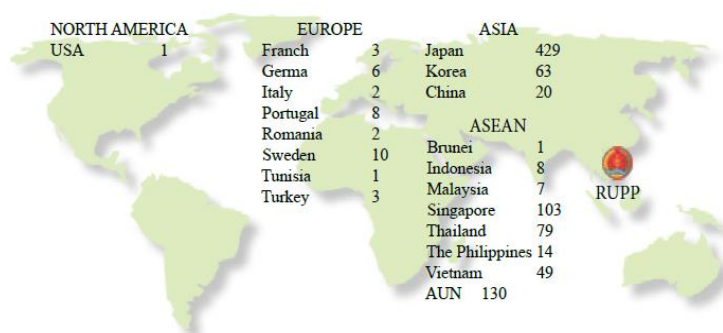 NORTH AMERICA
USA 1
EUROPE
Franch 3
Germa 6
Italy 2
Portugal 8
Romania 2
Sweden 10
Tunisia 1
Turkey 3
ASIA
Japan 429
Korea 63
China 20
ASEAN
Brunei 1
Indonesia 8
Malaysia 7
Singapore 103
Thailand 79
The Philippines 14
Vietnam 49
AUN 130
RUPP